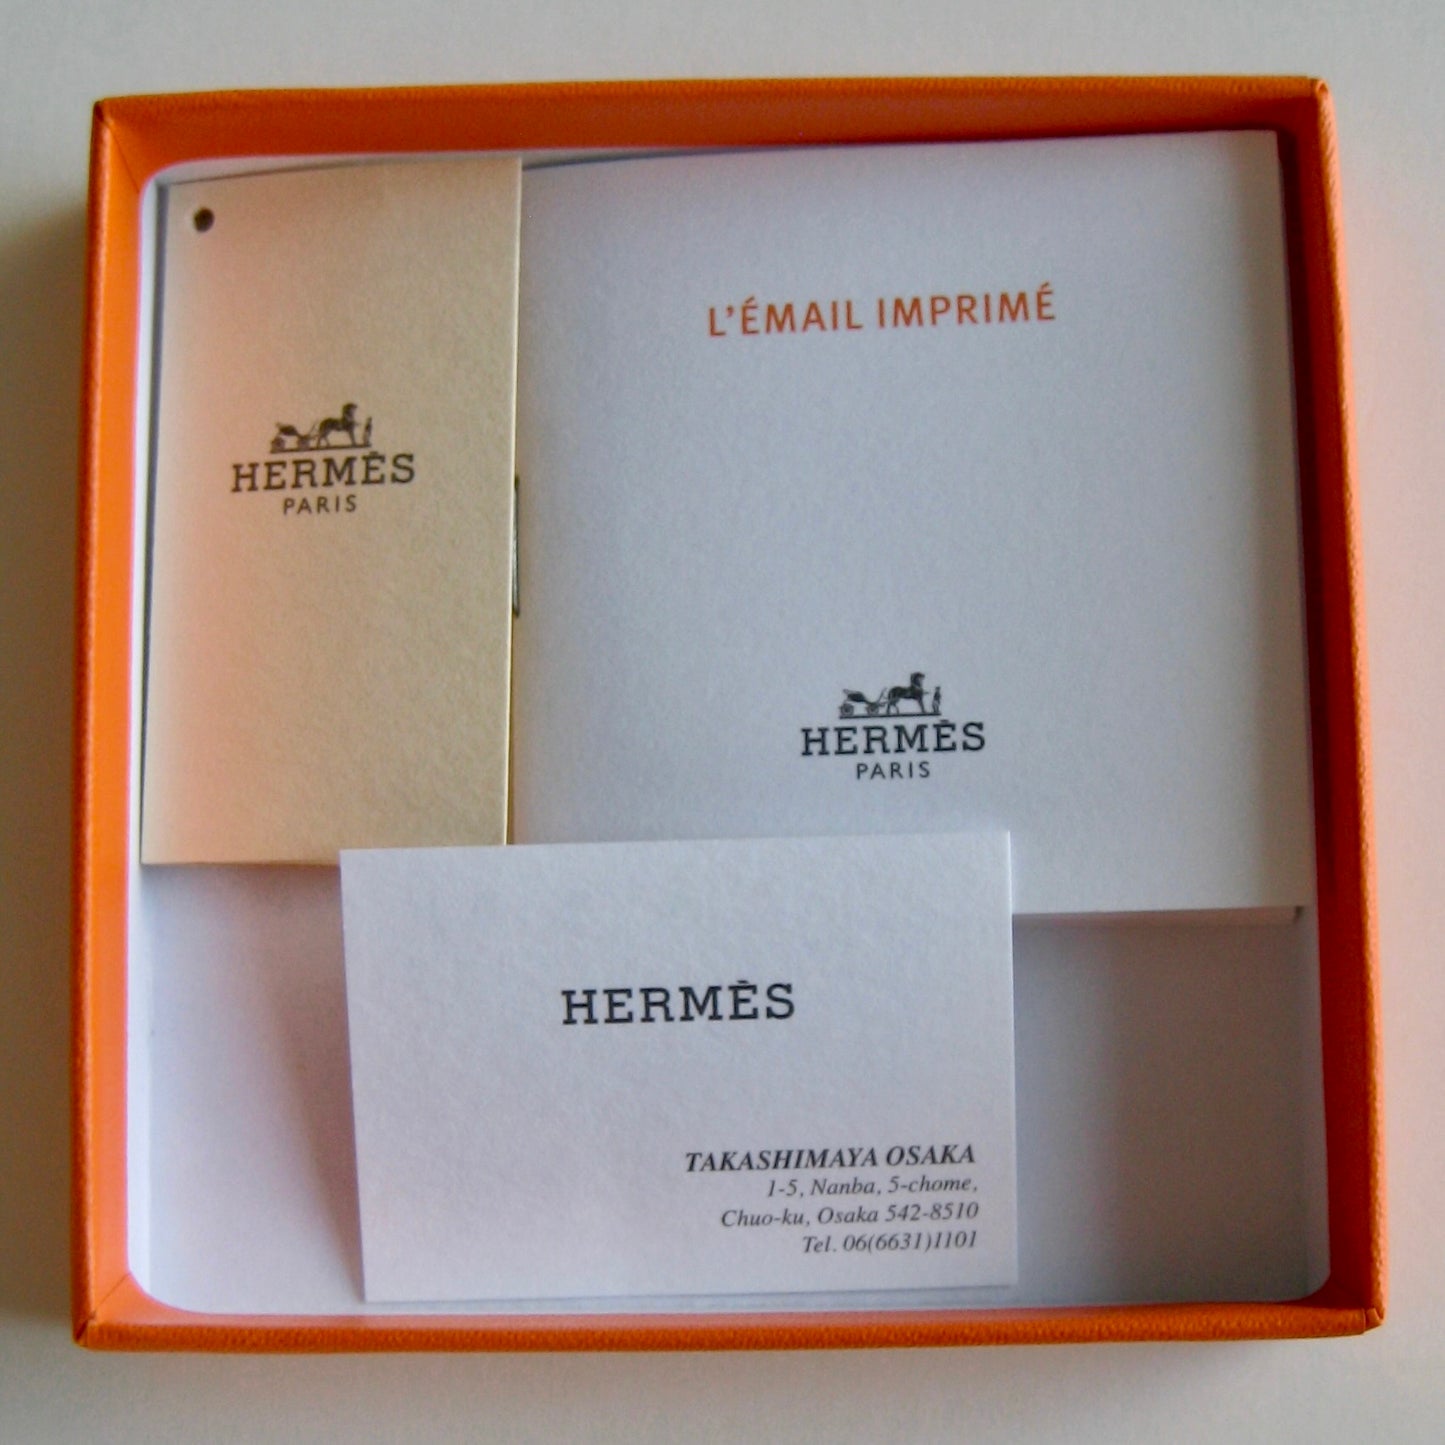 HERMÈS
PARIS
L'ÉMAIL IMPRIMÉ
HERMÈS
PARIS
HERMÈS
TAKASHIMAYA OSAKA
1-5, Nanba, 5-chome,
Chuo-ku, Osaka 542-8510
Tel. 06(6631)1101